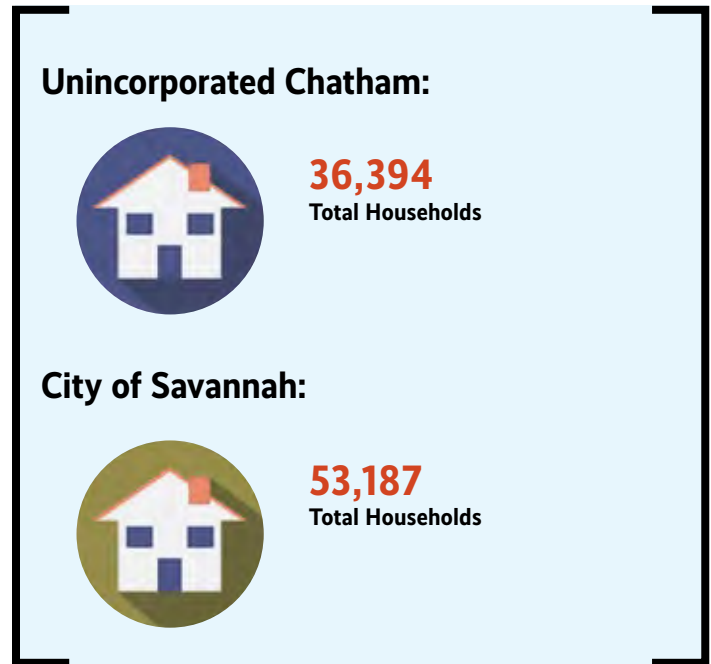 Unincorporated Chatham:
36,394
Total Households
City of Savannah:
53,187
Total Households